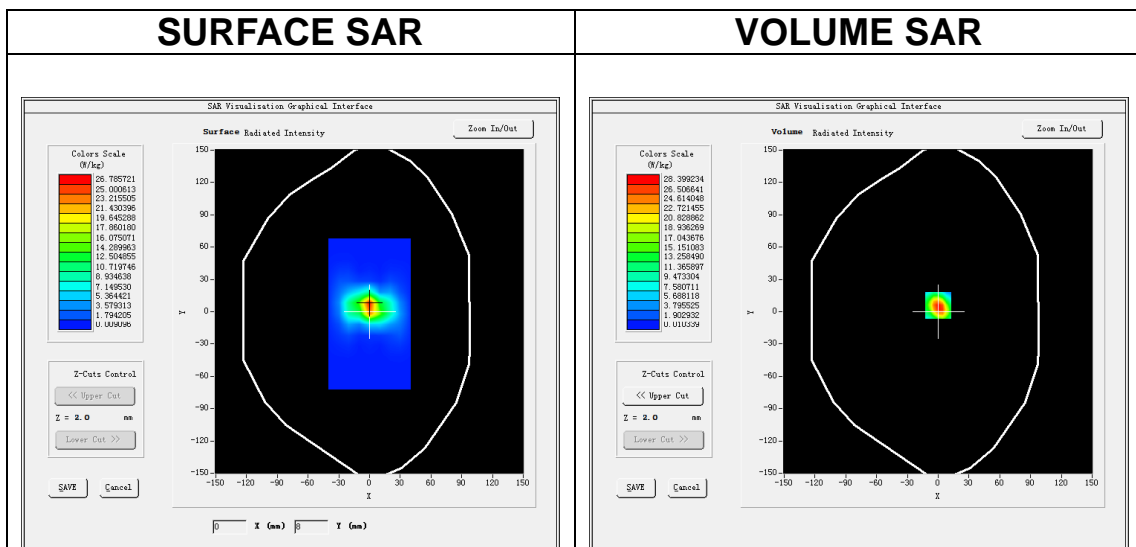 SURFACE SAR
VOLUME SAR
SAR Visualisation Graphical Interface
Surface Radiated Intensity
Zoom In/Out
Colors Scale
(W/kg)
26.785721
25.000613
23.215505
21.430396
19.645288
17.860180
16.075071
14.289963
12.504855
10.719746
8.934638
7.149530
5.364421
3.579313
1.794205
0.009096
Z-Cuts Control
<< Upper Cut
Z = 2.0 mm
Lower Cut >>
SAVE Cancel
150
120
90
60
30
0
-30
-60
-90
-120
-150
Y
-150 -120 -90 -60 -30 0 30 60 90 120 150
X
0 X (mm) 8 Y (mm)
SAR Visualisation Graphical Interface
Volume Radiated Intensity
Zoom In/Out
Colors Scale
(W/kg)
28.399234
26.506641
24.614048
22.721455
20.828862
18.936269
17.043676
15.151083
13.258490
11.365897
9.473304
7.580711
5.688118
3.795525
1.902932
0.010339
Z-Cuts Control
<< Upper Cut
Z = 2.0 mm
Lower Cut >>
SAVE Cancel
150
120
90
60
30
0
-30
-60
-90
-120
-150
Y
-150 -120 -90 -60 -30 0 30 60 90 120 150
X